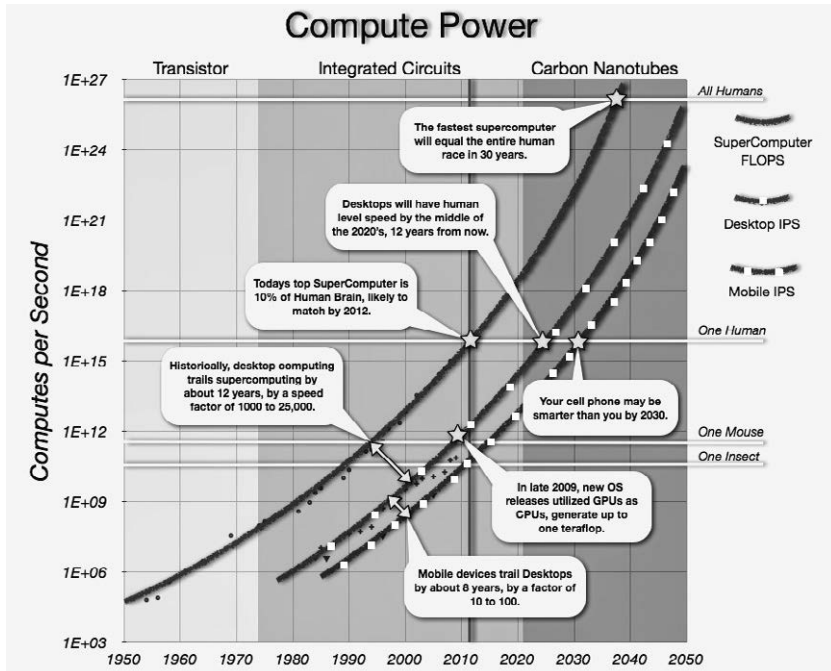 Compute Power
Transistor
Integrated Circuits
Carbon Nanotubes
Computes per Second
1E+27
1E+24
1E+21
1E+18
1E+15
1E+12
1E+09
1E+06
1E+03
All Humans
One Human
One Mouse
One Insect
SuperComputer
FLOPS
Desktop IPS
Mobile IPS
The fastest supercomputer
will equal the entire human
race in 30 years.
Desktops will have human
level speed by the middle of
the 2020's, 12 years from now.
Todays top SuperComputer is
10% of Human Brain, likely to
match by 2012.
Historically, desktop computing
trails supercomputing by
about 12 years, by a speed
factor of 1000 to 25,000.
Your cell phone may be
smarter than you by 2030.
In late 2009, new OS
releases utilized GPUs as
CPUs, generate up to
one teraflop.
Mobile devices trail Desktops
by about 8 years, by a factor of
10 to 100.
1950 1960 1970 1980 1990 2000 2010 2020 2030 2040 2050